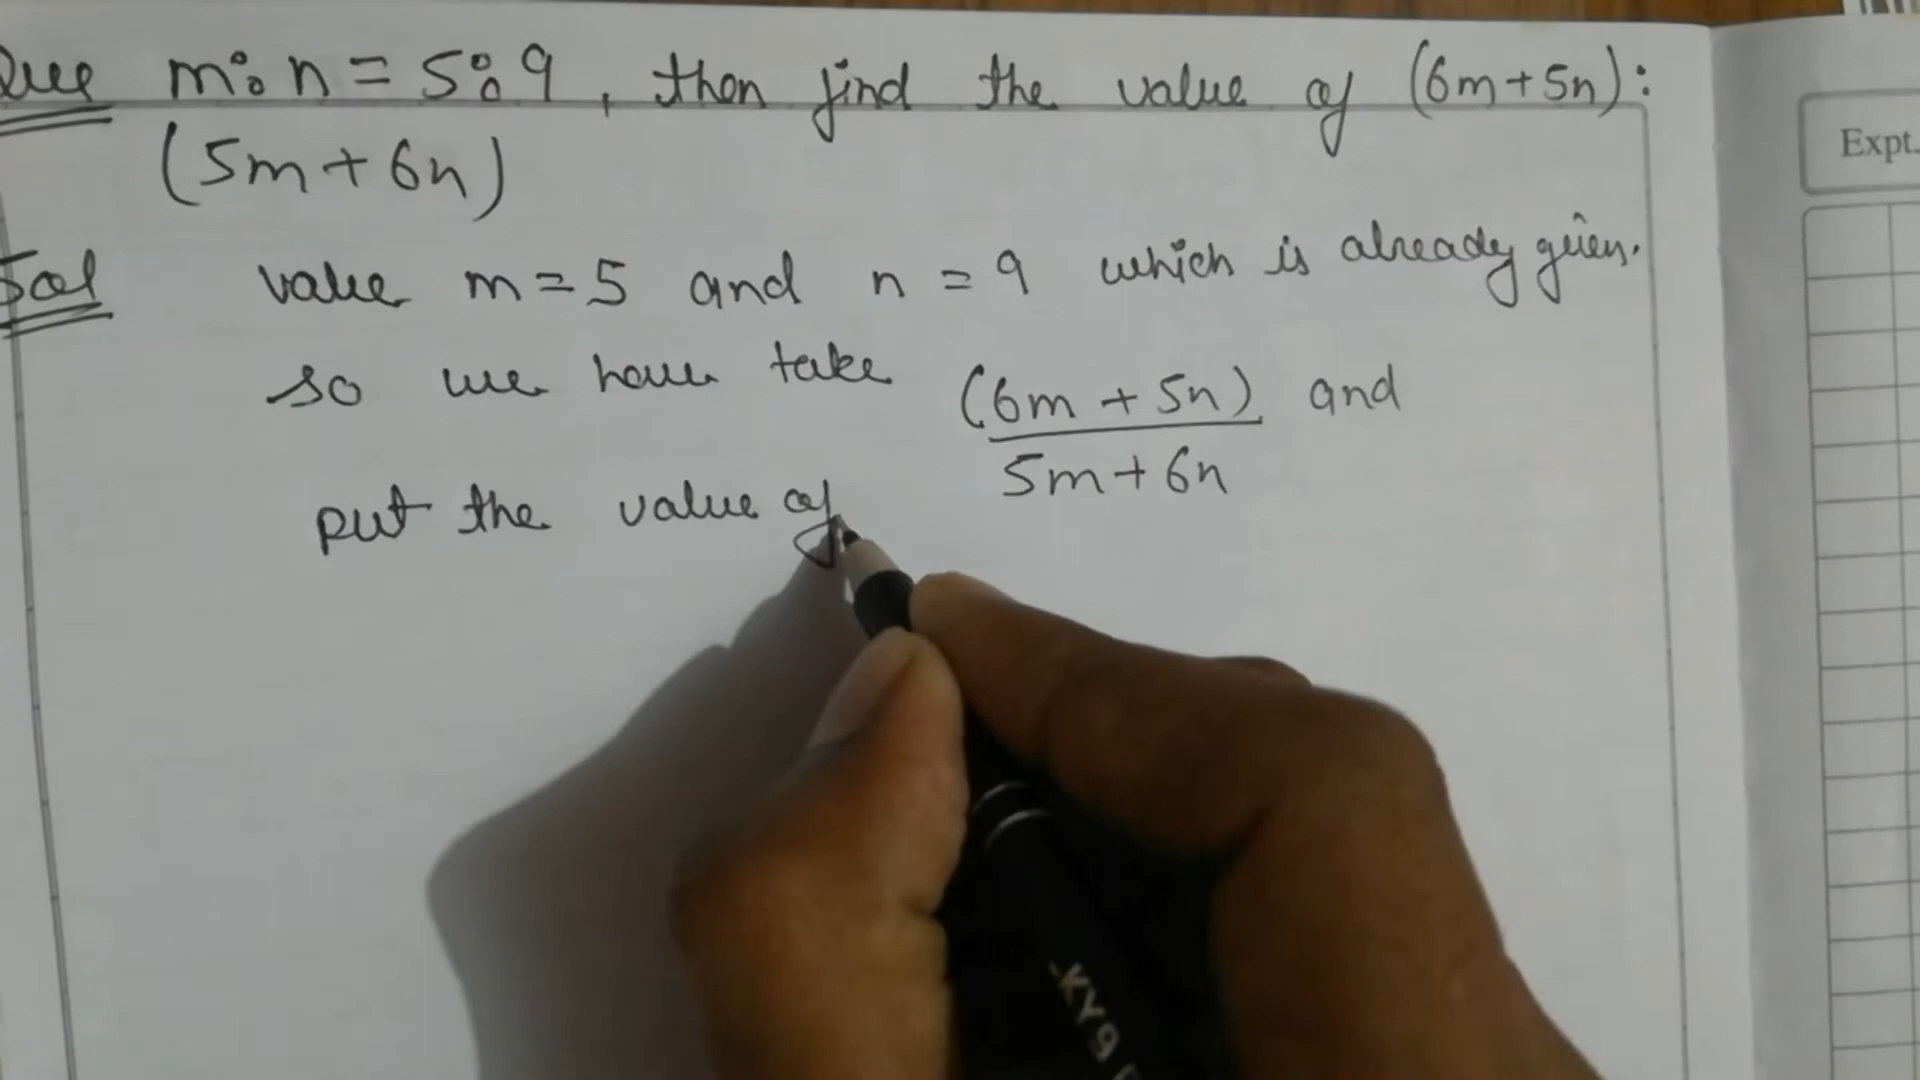 Que m:n = 5:9, then find the value of (6m+5n):
(5m+6n)
Sol value m=5 and n=9 which is already given.
so we have take (6m+5n)/5m+6n and
put the value of
Expt.